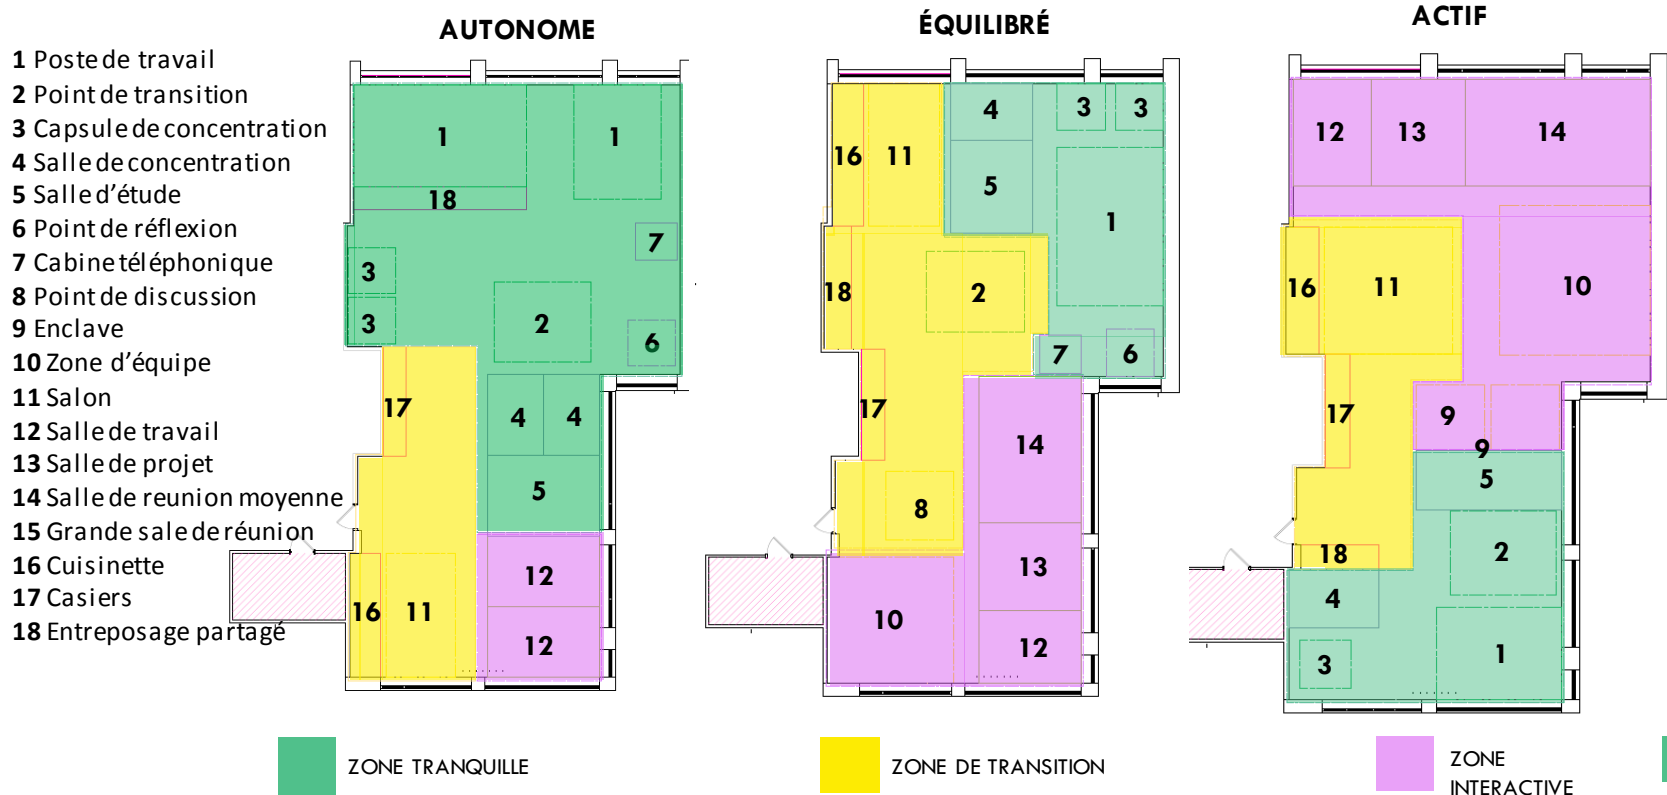 AUTONOME
ÉQUILIBRÉ
ACTIF
1 Poste de travail
2 Point de transition
3 Capsule de concentration
4 Salle de concentration
5 Salle d'étude
6 Point de réflexion
7 Cabine téléphonique
8 Point de discussion
9 Enclave
10 Zone d'équipe
11 Salon
12 Salle de travail
13 Salle de projet
14 Salle de reunion moyenne
15 Grande sale de réunion
16 Cuisinette
17 Casiers
18 Entreposage partagé
1 1
18
7
3
3 2 6
17 4 4
5
12
16 11
12
4 3 3
16 11
5
1
18 2
7 6
17
14
8
13
10
12
12 13 14
16 11 10
17 9
9
5
18 2
4
3 1
ZONE TRANQUILLE
ZONE DE TRANSITION
ZONE
INTERACTIVE